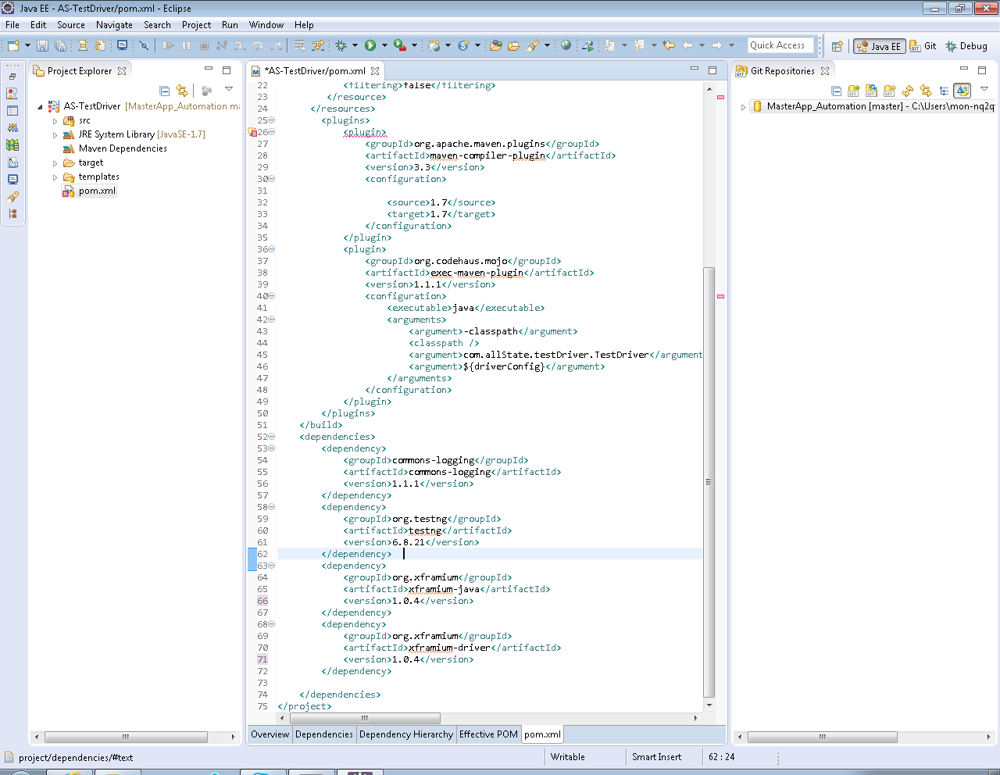 Java EE - AS-TestDriver/pom.xml - Eclipse
File Edit Source Navigate Search Project Run Window Help
Quick Access
Java EE
Git
Debug
Project Explorer
AS-TestDriver [MasterApp_Automation ma
src
JRE System Library [JavaSE-1.7]
Maven Dependencies
target
templates
pom.xml
*AS-TestDriver/pom.xml
22 <filtering>false</filtering>
23 </resource>
24 </resources>
25 <plugins>
26 <plugin>
27 <groupId>org.apache.maven.plugins</groupId>
28 <artifactId>maven-compiler-plugin</artifactId>
29 <version>3.3</version>
30 <configuration>
31
32 <source>1.7</source>
33 <target>1.7</target>
34 </configuration>
35 </plugin>
36 <plugin>
37 <groupId>org.codehaus.mojo</groupId>
38 <artifactId>exec-maven-plugin</artifactId>
39 <version>1.1.1</version>
40 <configuration>
41 <executable>java</executable>
42 <arguments>
43 <argument>-classpath</argument>
44 <classpath />
45 <argument>com.allState.testDriver.TestDriver</argument
46 <argument>${driverConfig}</argument>
47 </arguments>
48 </configuration>
49 </plugin>
50 </plugins>
51 </build>
52 <dependencies>
53 <dependency>
54 <groupId>commons-logging</groupId>
55 <artifactId>commons-logging</artifactId>
56 <version>1.1.1</version>
57 </dependency>
58 <dependency>
59 <groupId>org.testng</groupId>
60 <artifactId>testng</artifactId>
61 <version>6.8.21</version>
62 </dependency>
63 <dependency>
64 <groupId>org.xframium</groupId>
65 <artifactId>xframium-java</artifactId>
66 <version>1.0.4</version>
67 </dependency>
68 <dependency>
69 <groupId>org.xframium</groupId>
70 <artifactId>xframium-driver</artifactId>
71 <version>1.0.4</version>
72 </dependency>
73
74 </dependencies>
75 </project>
Overview Dependencies Dependency Hierarchy Effective POM pom.xml
Git Repositories
MasterApp_Automation [master] - C:\Users\mon-nq2q
project/dependencies/#text
Writable
Smart Insert
62 : 24